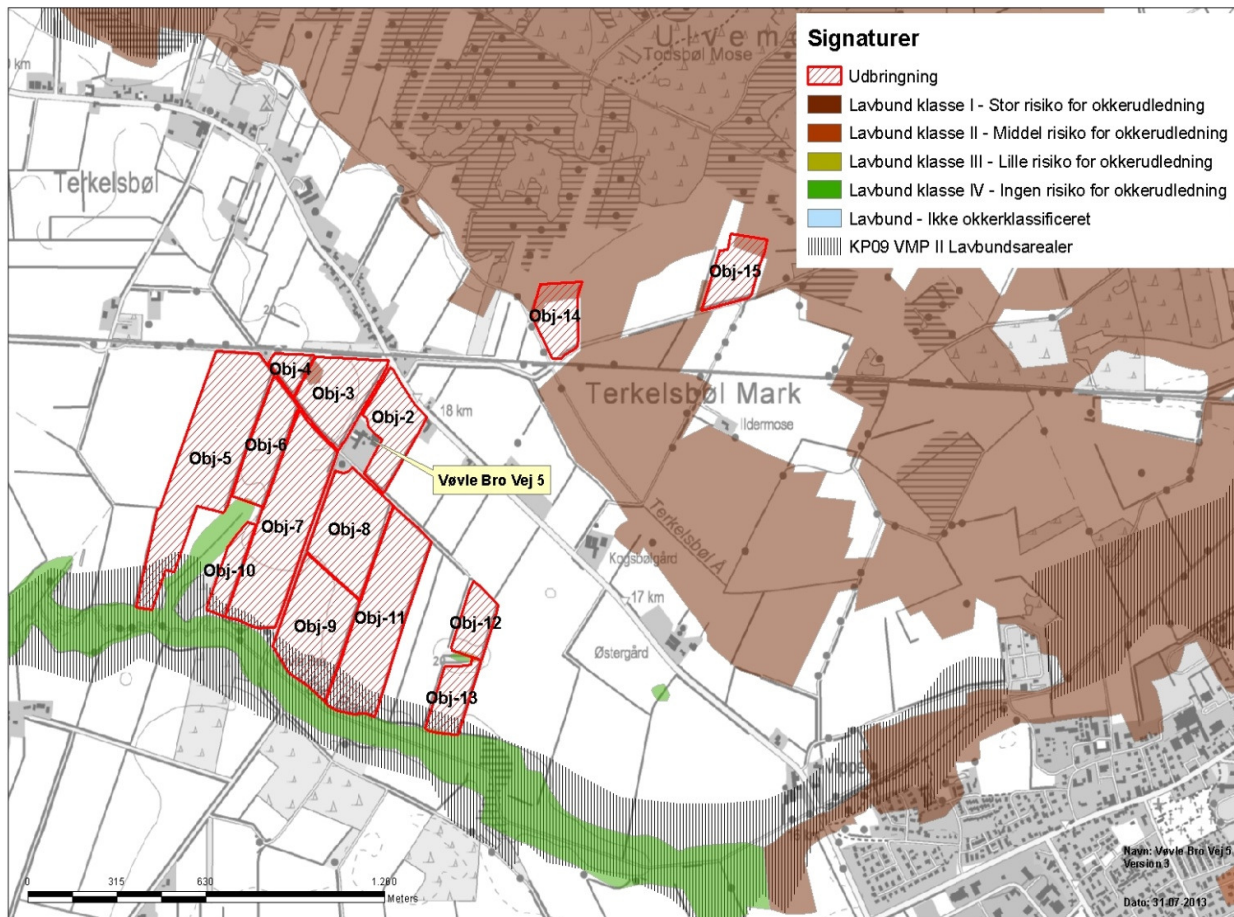 Signaturer
Udbringning
Lavbund klasse I - Stor risiko for okkerudledning
Lavbund klasse II - Middel risiko for okkerudledning
Lavbund klasse III - Lille risiko for okkerudledning
Lavbund klasse IV - Ingen risiko for okkerudledning
Lavbund - Ikke okkerklassificeret
KP09 VMP II Lavbundsarealer
Todsbøl Mose
km
Terkelsbøl
20
Obj-15
Obj-14
Obj-4
Obj-3
Terkelsbøl Mark
Obj-2
18 km
Ildermose
Obj-6
Obj-5
Vøvle Bro Vej 5
Obj-7
Obj-8
Terkelsbøl Å
Kogsbølgård
Obj-10
17 km
Obj-11
Obj-9
Obj-12
Østergård
20
Obj-13
Navn: Vøvle Bro Vej 5
Version 3
0 315 630 1.260
Meters
Dato: 31-07-2013